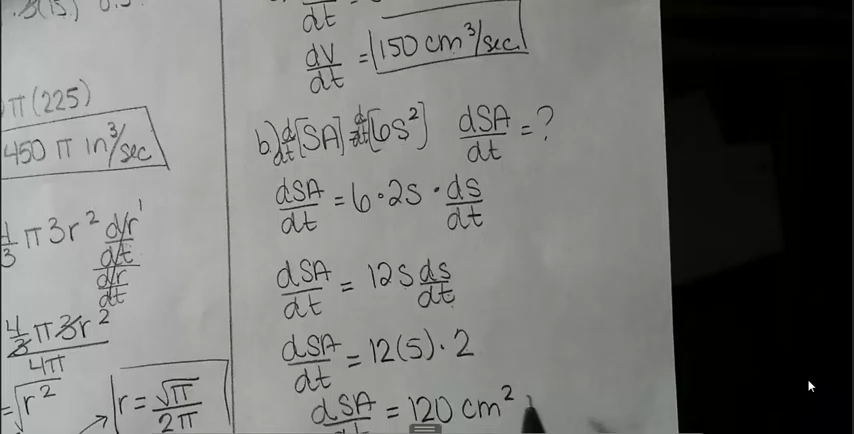 π(225)
450 π in³/sec
1/3 π 3r² dr/dt
dr/dt
4/3 π 3r²
4π
= √r²
r = √π/2π
dt
dV/dt = 150 cm³/sec
b) d/dt[SA] = d/dt[6s²] dSA/dt = ?
dSA/dt = 6 · 2s · ds/dt
dSA/dt = 12s ds/dt
dSA/dt = 12(5) · 2
dSA/dt = 120 cm²